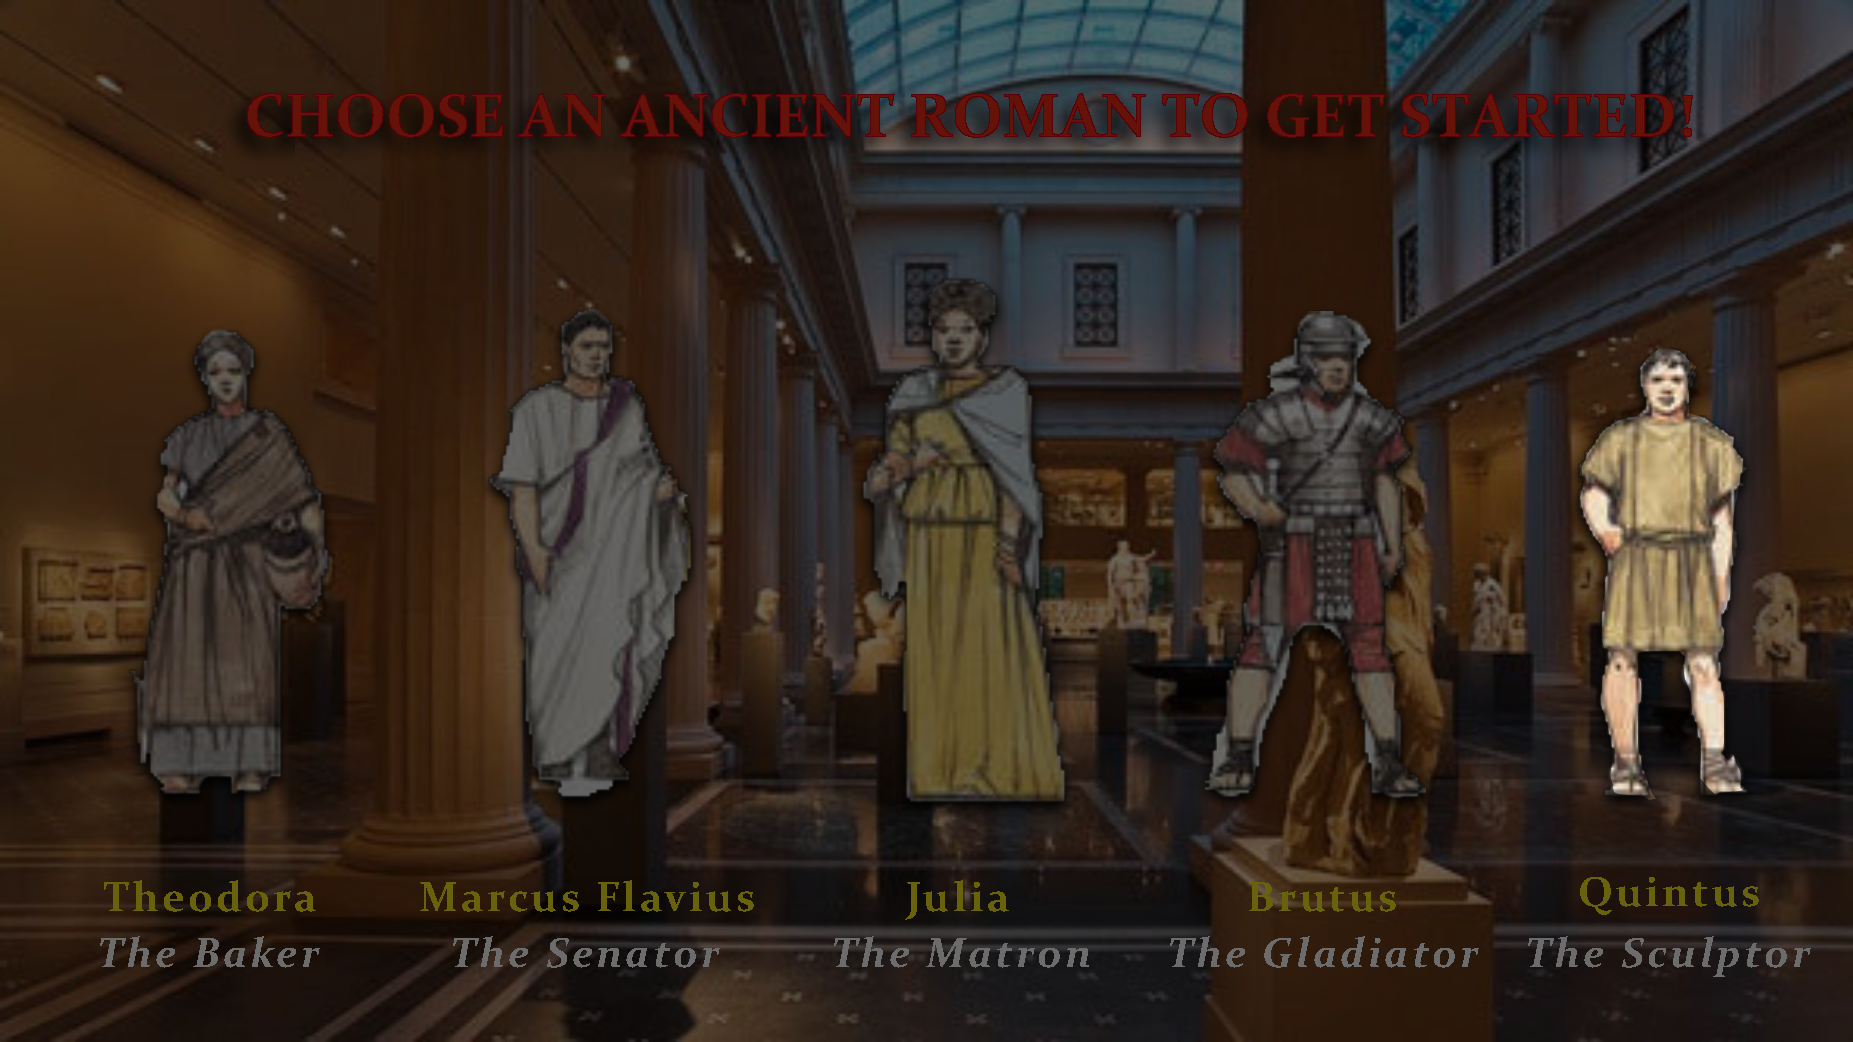 CHOOSE AN ANCIENT ROMAN TO GET STARTED!
Theodora
The Baker
Marcus Flavius
The Senator
Julia
The Matron
Brutus
The Gladiator
Quintus
The Sculptor